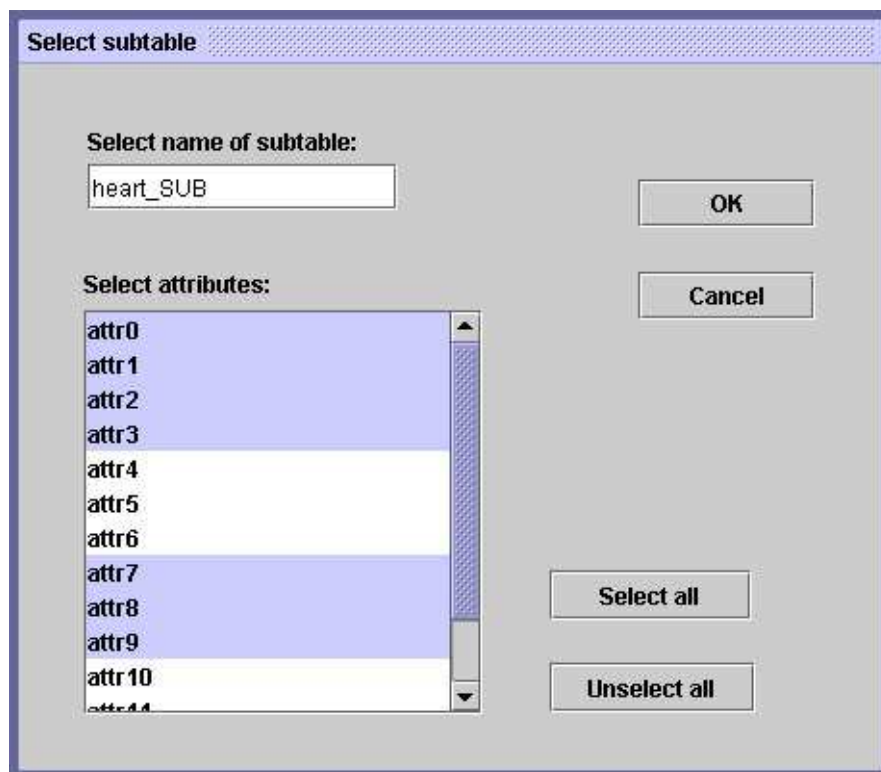 Select subtable
Select name of subtable:
heart_SUB
OK
Select attributes:
Cancel
attr0
attr1
attr2
attr3
attr4
attr5
attr6
attr7
attr8
Select all
attr9
attr10
Unselect all